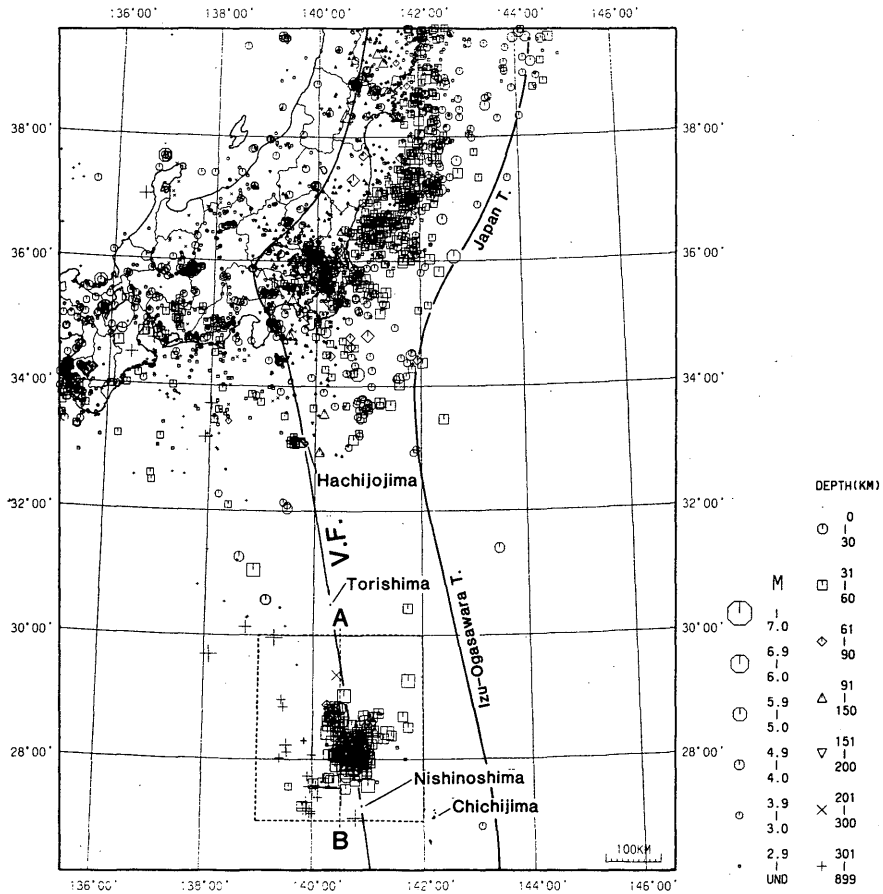 136°00' 138°00' 140°00' 142°00' 144°00' 146°00'
38°00' 38°00'
Japan T.
36°00' 36°00'
34°00' 34°00'
Hachijojima
32°00' 32°00'
V.F.
Torishima
A
30°00' 30°00'
Izu-Ogasawara T.
28°00' 28°00'
Nishinoshima
Chichijima
B
100KM
136°00' 138°00' 140°00' 142°00' 144°00' 146°00'
M
7.0
6.9
6.0
5.9
5.0
4.9
4.0
3.9
3.0
2.9
UND
DEPTH(KM)
0
30
31
60
61
90
91
150
151
200
201
300
301
899